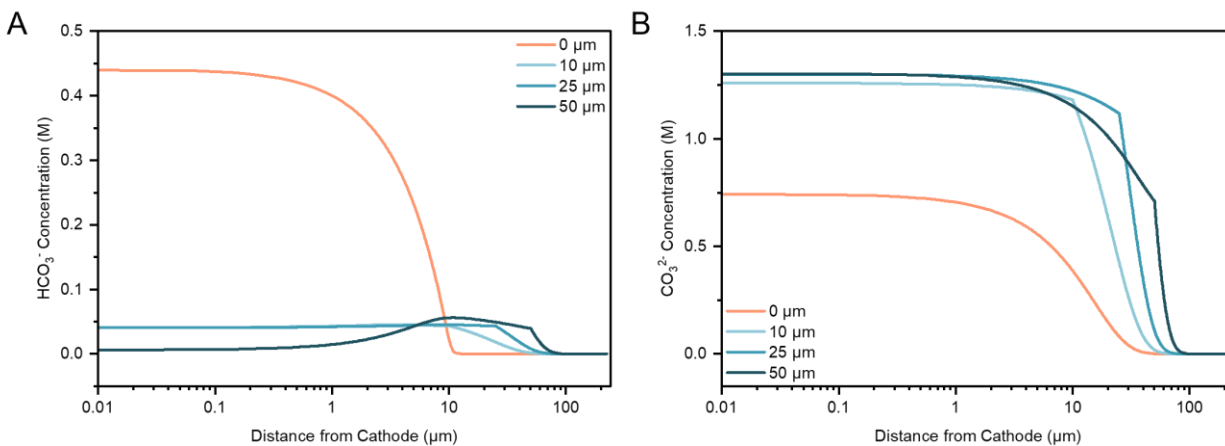 A
HCO₃⁻ Concentration (M)
0.5
0.4
0.3
0.2
0.1
0.0
0 µm
10 µm
25 µm
50 µm
0.01
0.1
1
10
100
Distance from Cathode (µm)
B
CO₃²⁻ Concentration (M)
1.5
1.0
0.5
0.0
0 µm
10 µm
25 µm
50 µm
0.01
0.1
1
10
100
Distance from Cathode (µm)